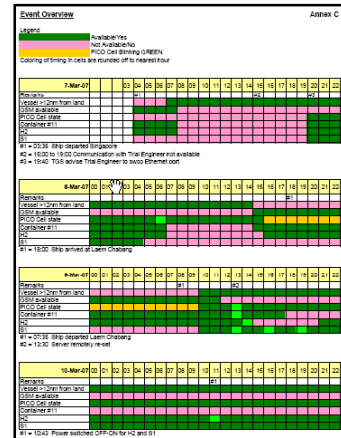 Event Overview Annex C
Legend
Available/Yes
Not Available/No
PICO Cell Blinking GREEN
Coloring of timing in cells are rounded off to nearest hour
7-Mar-07 03 04 05 06 07 08 09 10 11 12 13 14 15 16 17 18 19 20 21 22
Remarks #1 #2 #3
Vessel >12nm from land
GSM available
PICO Cell state
Container #11
H2
S1
#1 = 03:35 Ship departed Singapore
#2 = 15:00 to 19:00 Communication with Trial Engineer not available
#3 = 19:40 TGS advise Trial Engineer to swop Ethernet port
8-Mar-07 00 01 03 04 05 06 07 08 09 10 11 12 13 14 15 16 17 18 19 20 21 22
Remarks #1
Vessel >12nm from land
GSM available
PICO Cell state
Container #11
H2
S1
#1 = 18:00 Ship arrived at Laem Chabang
9-Mar-07 00 01 02 03 04 05 06 07 08 09 10 11 12 13 14 15 16 17 18 19 20 21 22
Remarks #1 #2
Vessel >12nm from land
GSM available
PICO Cell state
Container #11
H2
S1
#1 = 07:35 Ship departed Laem Chabang
#2 = 13:30 Server remotely re-set
10-Mar-07 00 01 02 03 04 05 06 07 08 09 10 11 12 13 14 15 16 17 18 19 20 21 22
Remarks #1
Vessel >12nm from land
GSM available
PICO Cell state
Container #11
H2
S1
#1 = 10:43 Power switched OFF-ON for H2 and S1